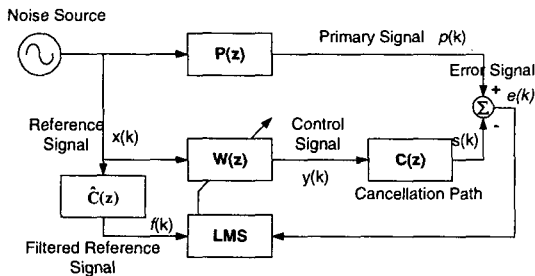 Noise Source
P(z)
Primary Signal p(k)
Error Signal
+
e(k)
Σ
-
Reference
Signal
x(k)
W(z)
Control
Signal
y(k)
C(z)
s(k)
Cancellation Path
Ĉ(z)
f(k)
LMS
Filtered Reference
Signal